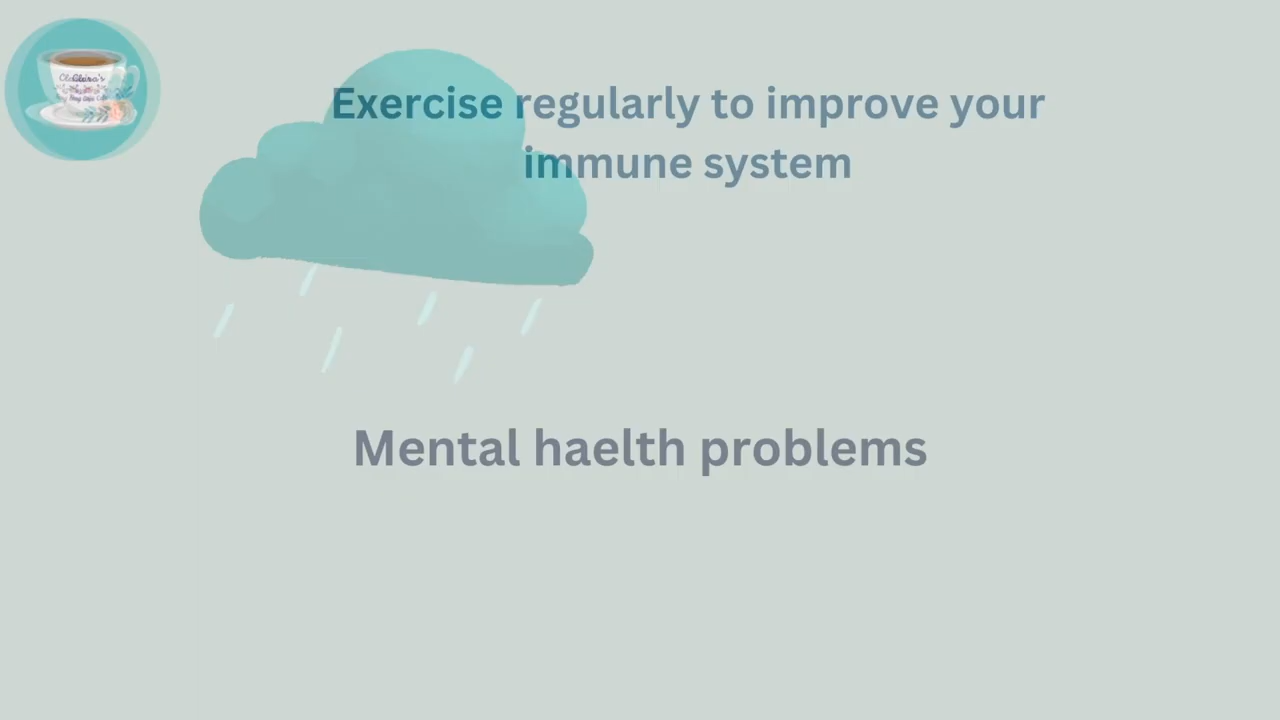 Exercise regularly to improve your
immune system
Mental haelth problems